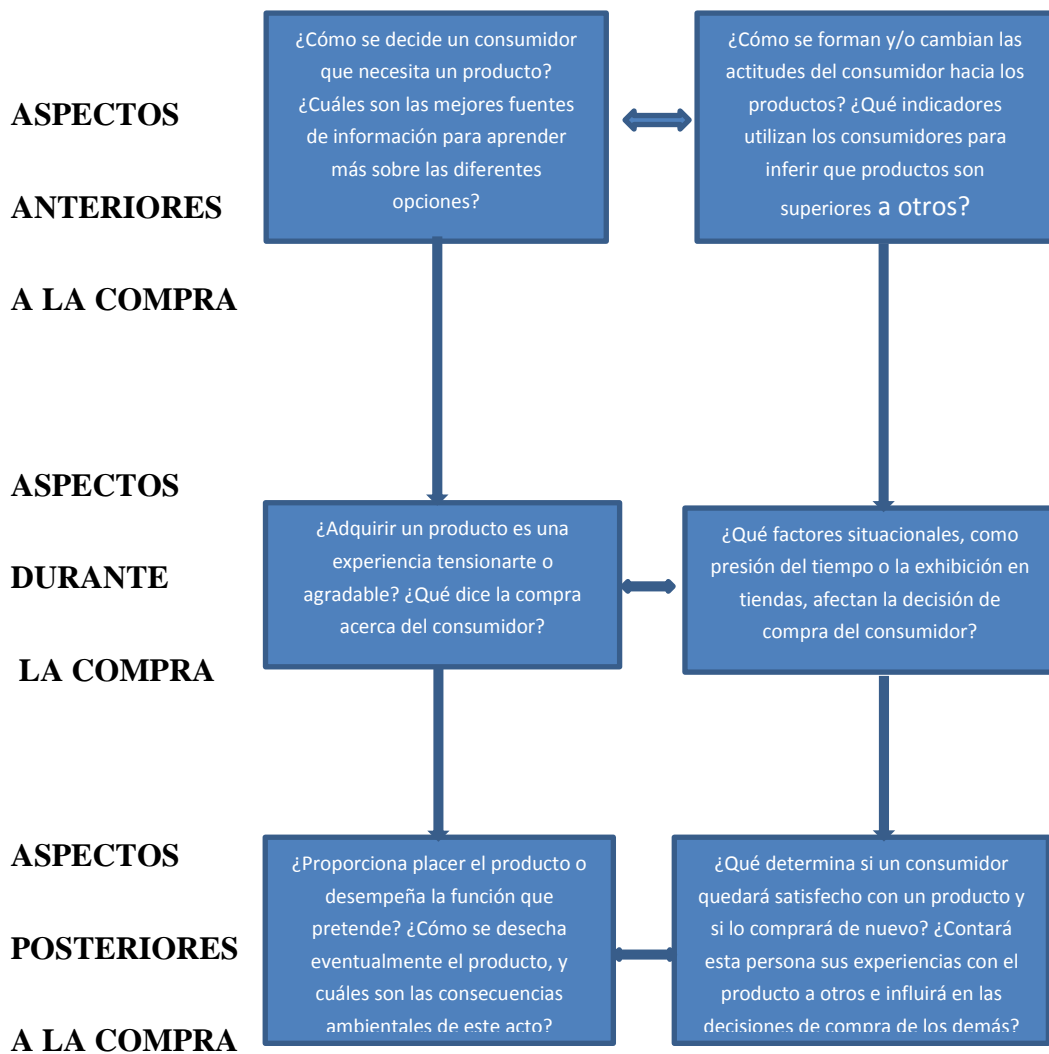 ASPECTOS
ANTERIORES
A LA COMPRA
¿Cómo se decide un consumidor
que necesita un producto?
¿Cuáles son las mejores fuentes
de información para aprender
más sobre las diferentes
opciones?
¿Cómo se forman y/o cambian las
actitudes del consumidor hacia los
productos? ¿Qué indicadores
utilizan los consumidores para
inferir que productos son
superiores a otros?
ASPECTOS
DURANTE
LA COMPRA
¿Adquirir un producto es una
experiencia tensionarte o
agradable? ¿Qué dice la compra
acerca del consumidor?
¿Qué factores situacionales, como
presión del tiempo o la exhibición en
tiendas, afectan la decisión de
compra del consumidor?
ASPECTOS
POSTERIORES
A LA COMPRA
¿Proporciona placer el producto o
desempeña la función que
pretende? ¿Cómo se desecha
eventualmente el producto, y
cuáles son las consecuencias
ambientales de este acto?
¿Qué determina si un consumidor
quedará satisfecho con un producto y
si lo comprará de nuevo? ¿Contará
esta persona sus experiencias con el
producto a otros e influirá en las
decisiones de compra de los demás?